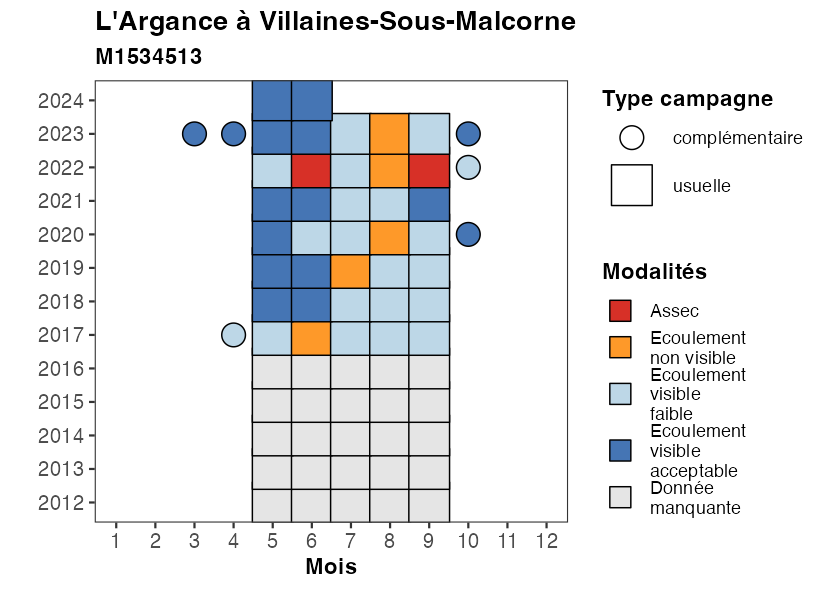 L'Argance à Villaines-Sous-Malcorne
M1534513
2024
2023
2022
2021
2020
2019
2018
2017
2016
2015
2014
2013
2012
1 2 3 4 5 6 7 8 9 10 11 12
Mois
Type campagne
complémentaire
usuelle
Modalités
Assec
Ecoulement
non visible
Ecoulement
visible
faible
Ecoulement
visible
acceptable
Donnée
manquante